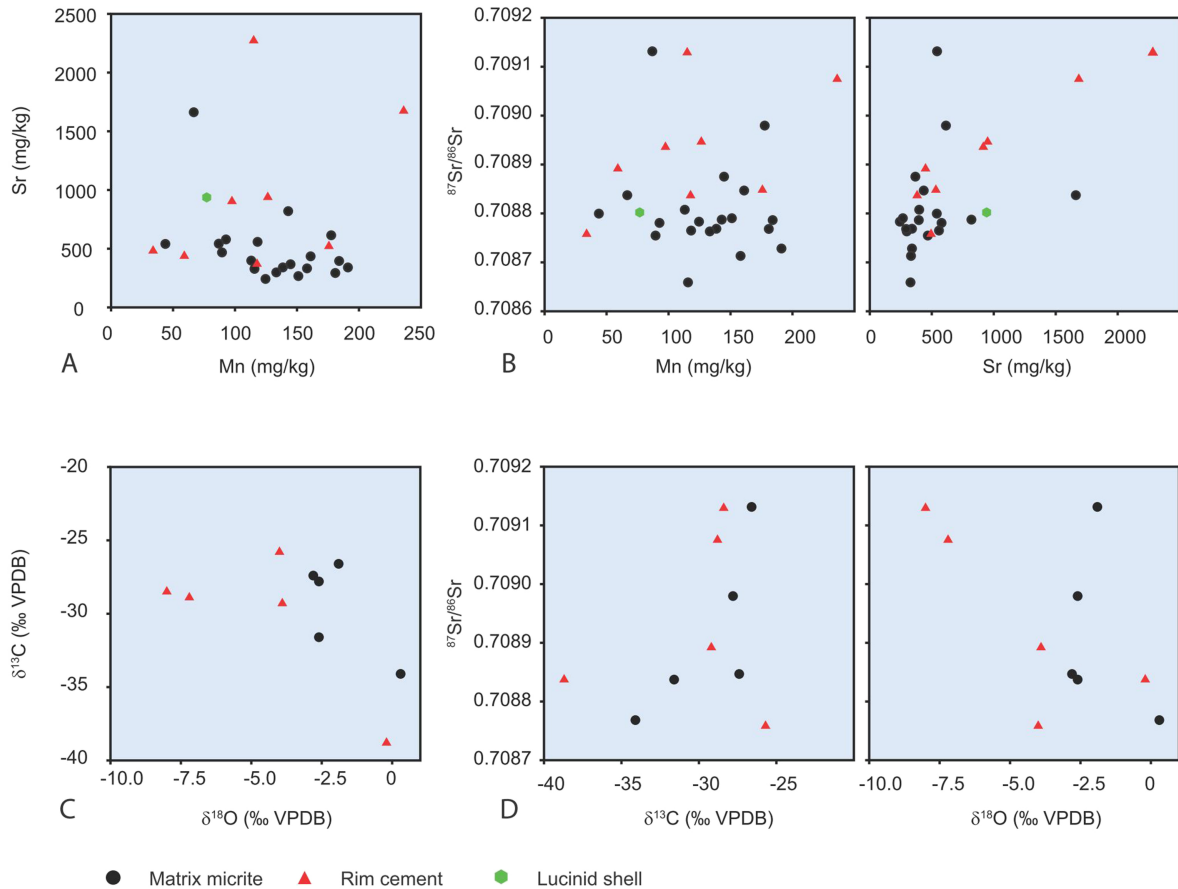 2500
2000
1500
1000
500
0
Sr (mg/kg)
0 50 100 150 200 250
Mn (mg/kg)
A
0.7092
0.7091
0.7090
0.7089
0.7088
0.7087
0.7086
87Sr/86Sr
0 50 100 150 200
Mn (mg/kg)
B
0 500 1000 1500 2000
Sr (mg/kg)
-20
-25
-30
-35
-40
δ13C (‰ VPDB)
-10.0 -7.5 -5.0 -2.5 0
δ18O (‰ VPDB)
C
0.7092
0.7091
0.7090
0.7089
0.7088
0.7087
87Sr/86Sr
-40 -35 -30 -25
δ13C (‰ VPDB)
D
-10.0 -7.5 -5.0 -2.5 0
δ18O (‰ VPDB)
Matrix micrite Rim cement Lucinid shell